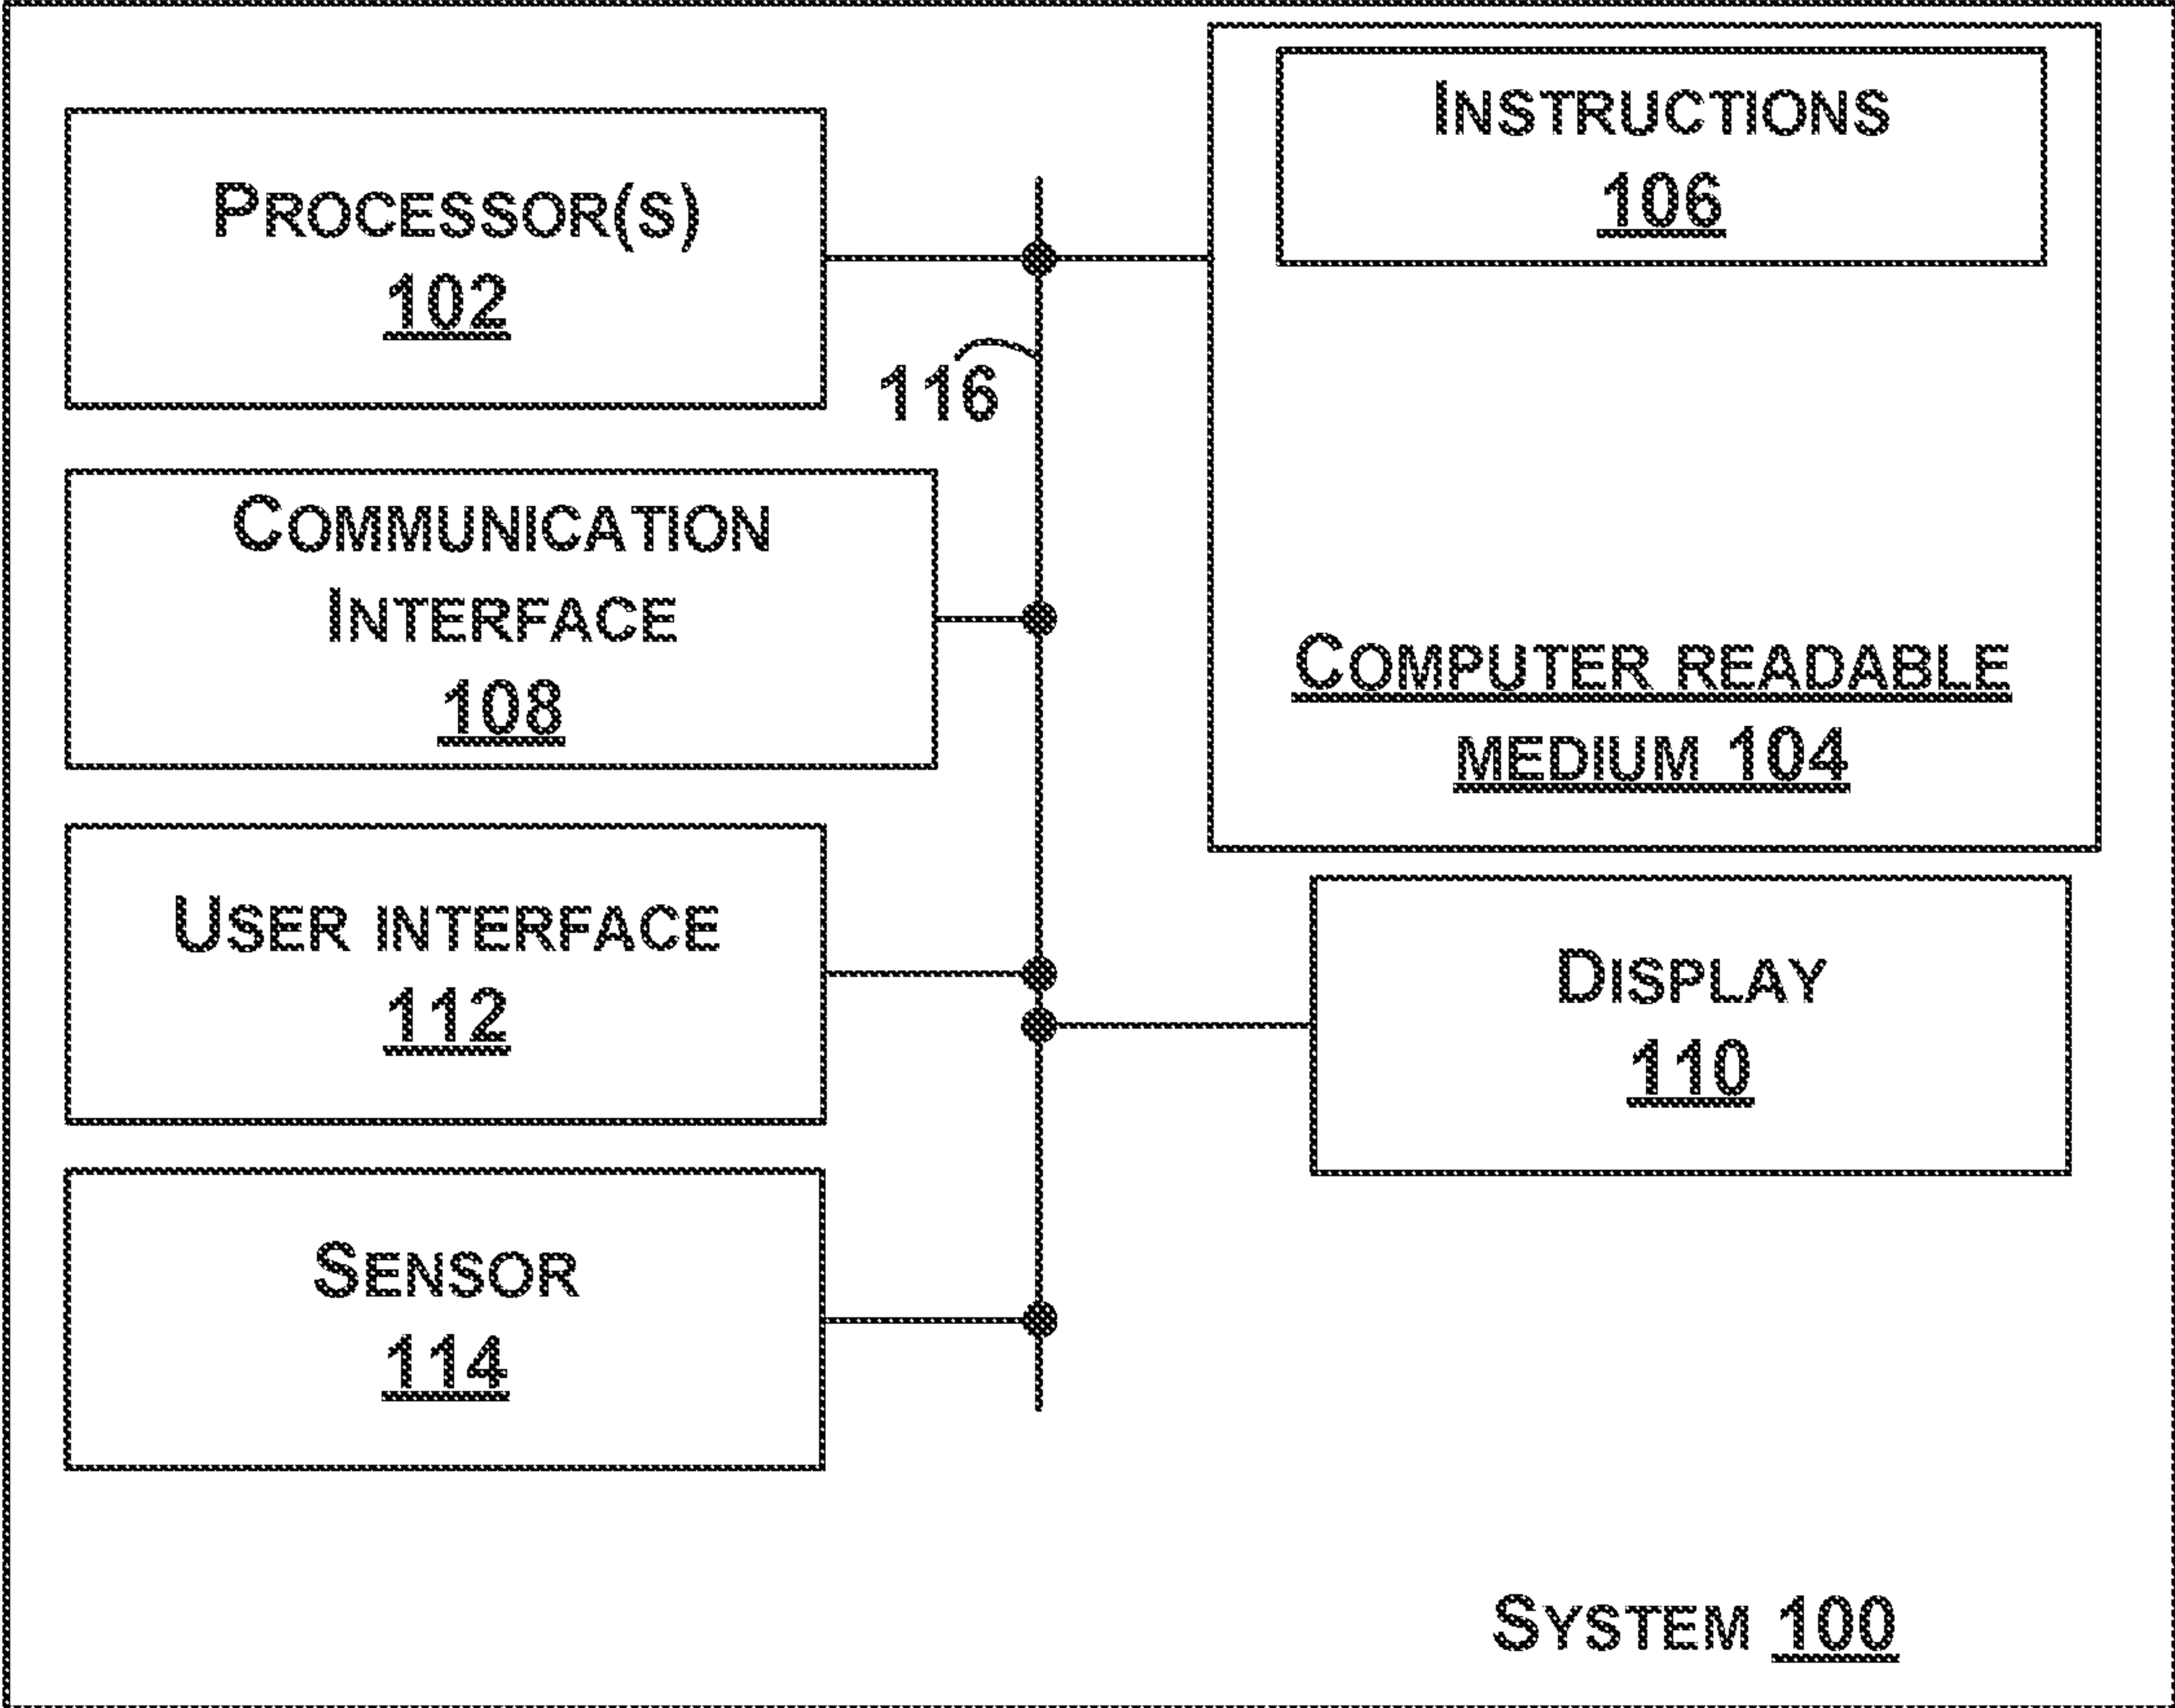 PROCESSOR(S)
102
116
COMMUNICATION
INTERFACE
108
USER INTERFACE
112
SENSOR
114
INSTRUCTIONS
106
COMPUTER READABLE
MEDIUM 104
DISPLAY
110
SYSTEM 100